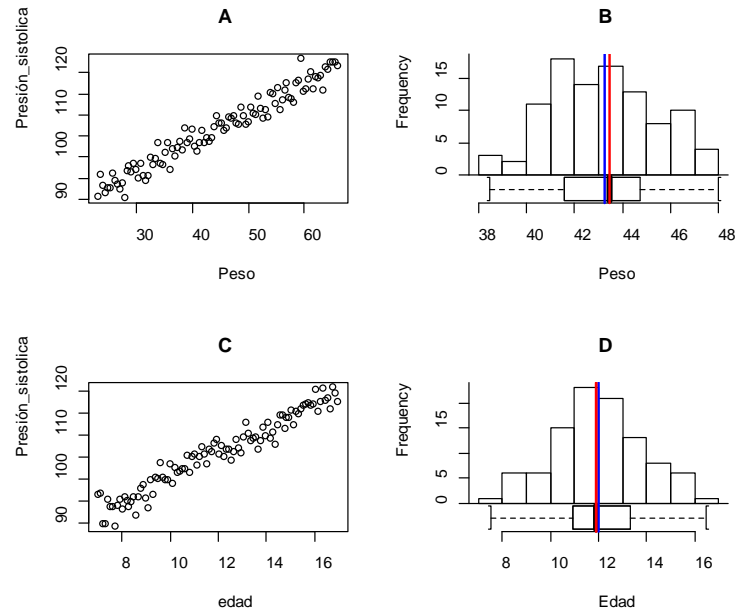 A
Presión_sistolica
90 100 110 120
30 40 50 60
Peso
B
Frequency
0 5 10 15
38 40 42 44 46 48
Peso
C
Presión_sistolica
90 100 110 120
8 10 12 14 16
edad
D
Frequency
0 5 15
8 10 12 14 16
Edad